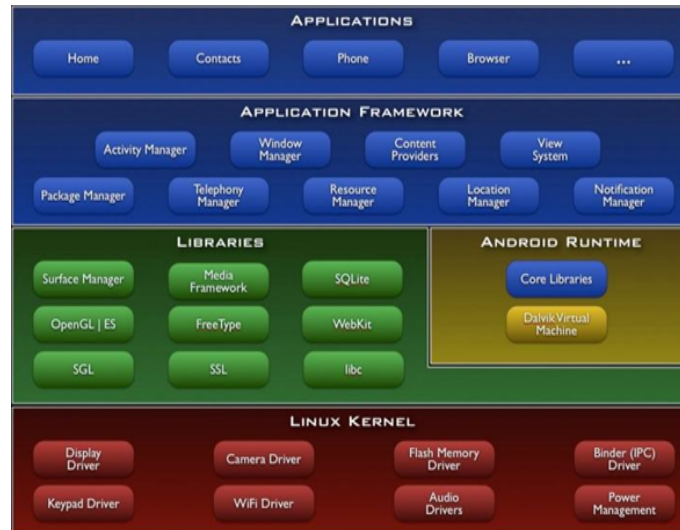 APPLICATIONS
Home
Contacts
Phone
Browser
...
APPLICATION FRAMEWORK
Activity Manager
Window
Manager
Content
Providers
View
System
Package Manager
Telephony
Manager
Resource
Manager
Location
Manager
Notification
Manager
LIBRARIES
Surface Manager
Media
Framework
SQLite
OpenGL | ES
FreeType
WebKit
SGL
SSL
libc
ANDROID RUNTIME
Core Libraries
Dalvik Virtual
Machine
LINUX KERNEL
Display
Driver
Camera Driver
Flash Memory
Driver
Binder (IPC)
Driver
Keypad Driver
WiFi Driver
Audio
Drivers
Power
Management